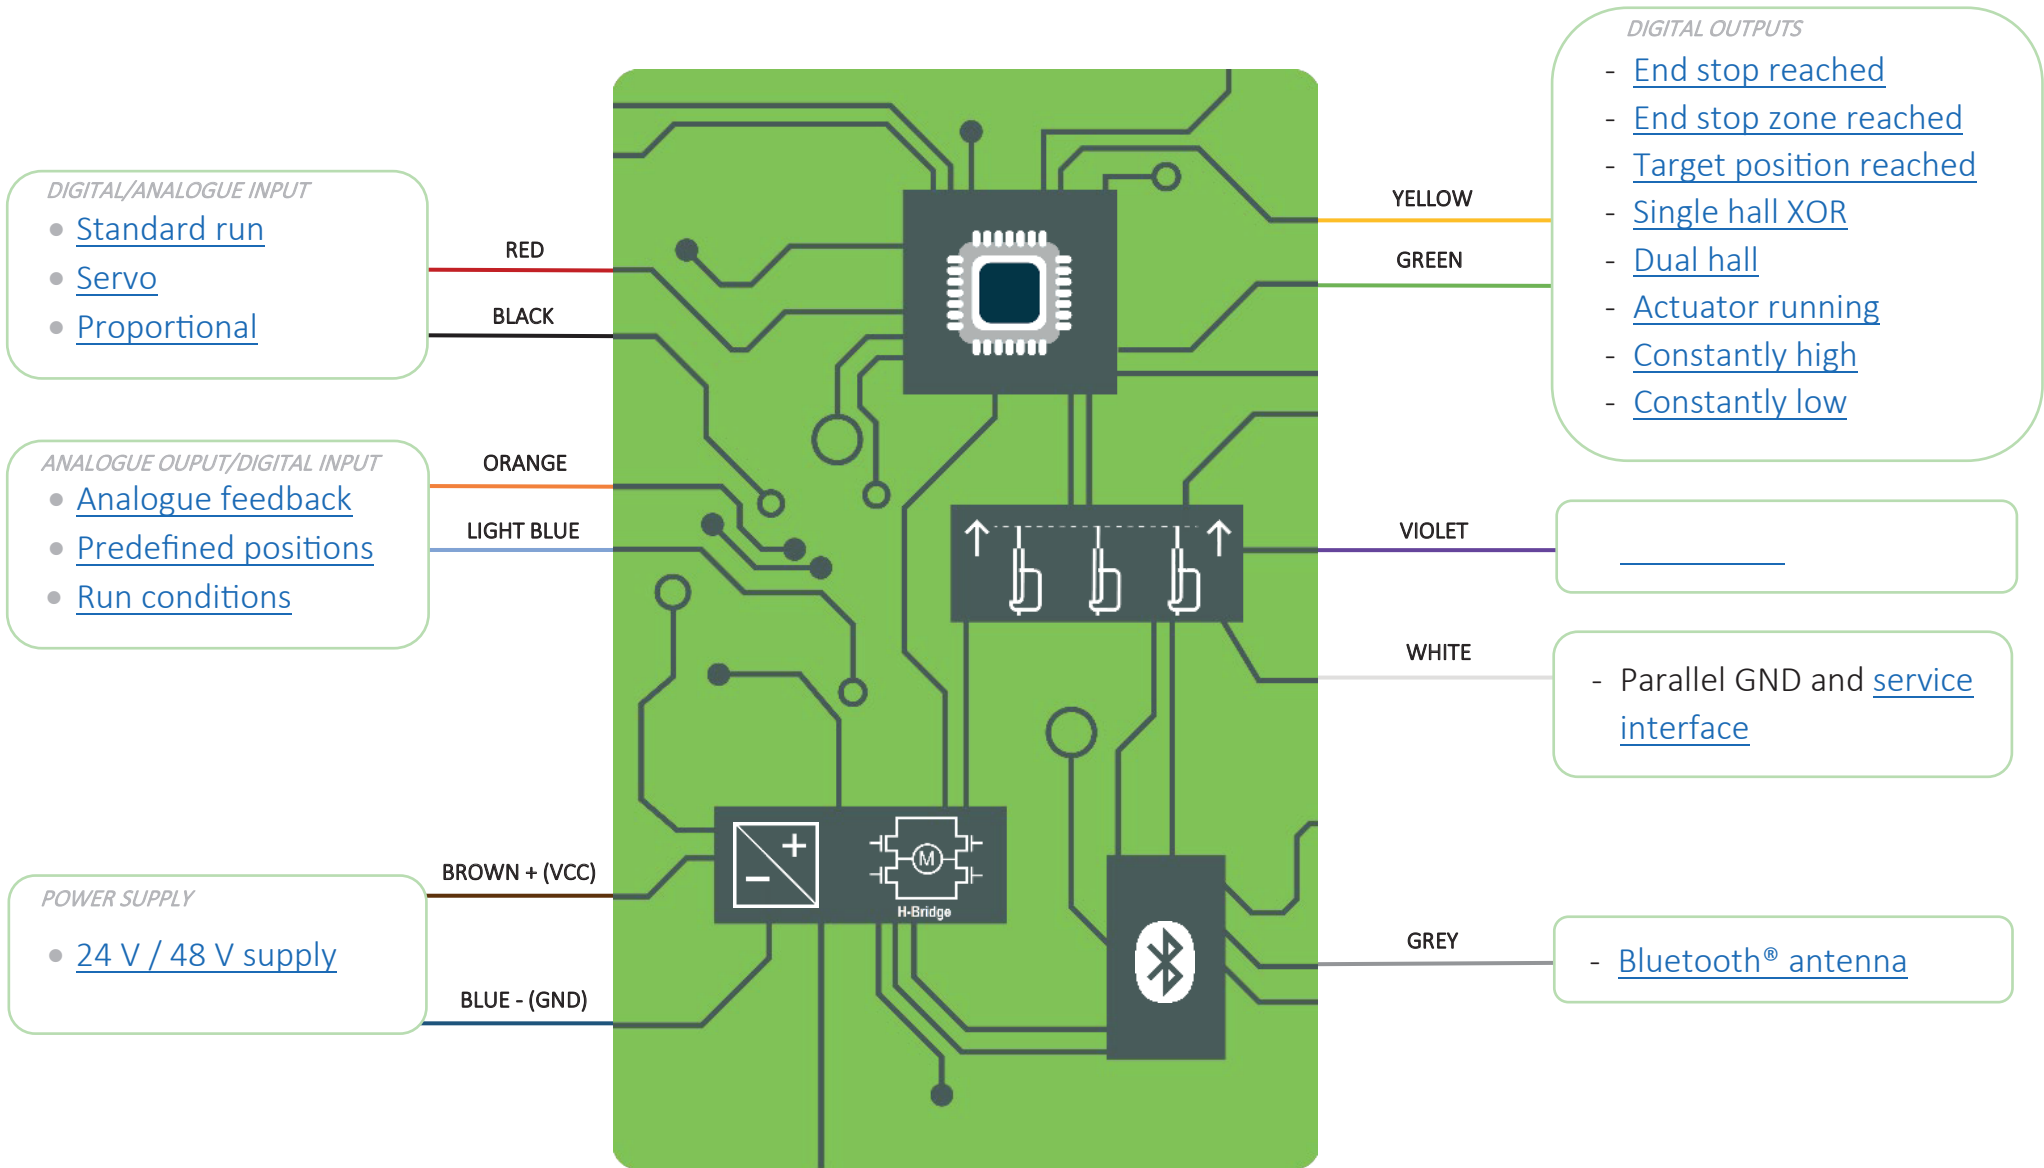 DIGITAL/ANALOGUE INPUT
Standard run
Servo
Proportional
RED
BLACK
ANALOGUE OUPUT/DIGITAL INPUT
Analogue feedback
Predefined positions
Run conditions
ORANGE
LIGHT BLUE
POWER SUPPLY
24 V / 48 V supply
BROWN + (VCC)
BLUE - (GND)
M
H-Bridge
YELLOW
GREEN
DIGITAL OUTPUTS
- End stop reached
- End stop zone reached
- Target position reached
- Single hall XOR
- Dual hall
- Actuator running
- Constantly high
- Constantly low
VIOLET
WHITE
- Parallel GND and service
interface
GREY
- Bluetooth® antenna